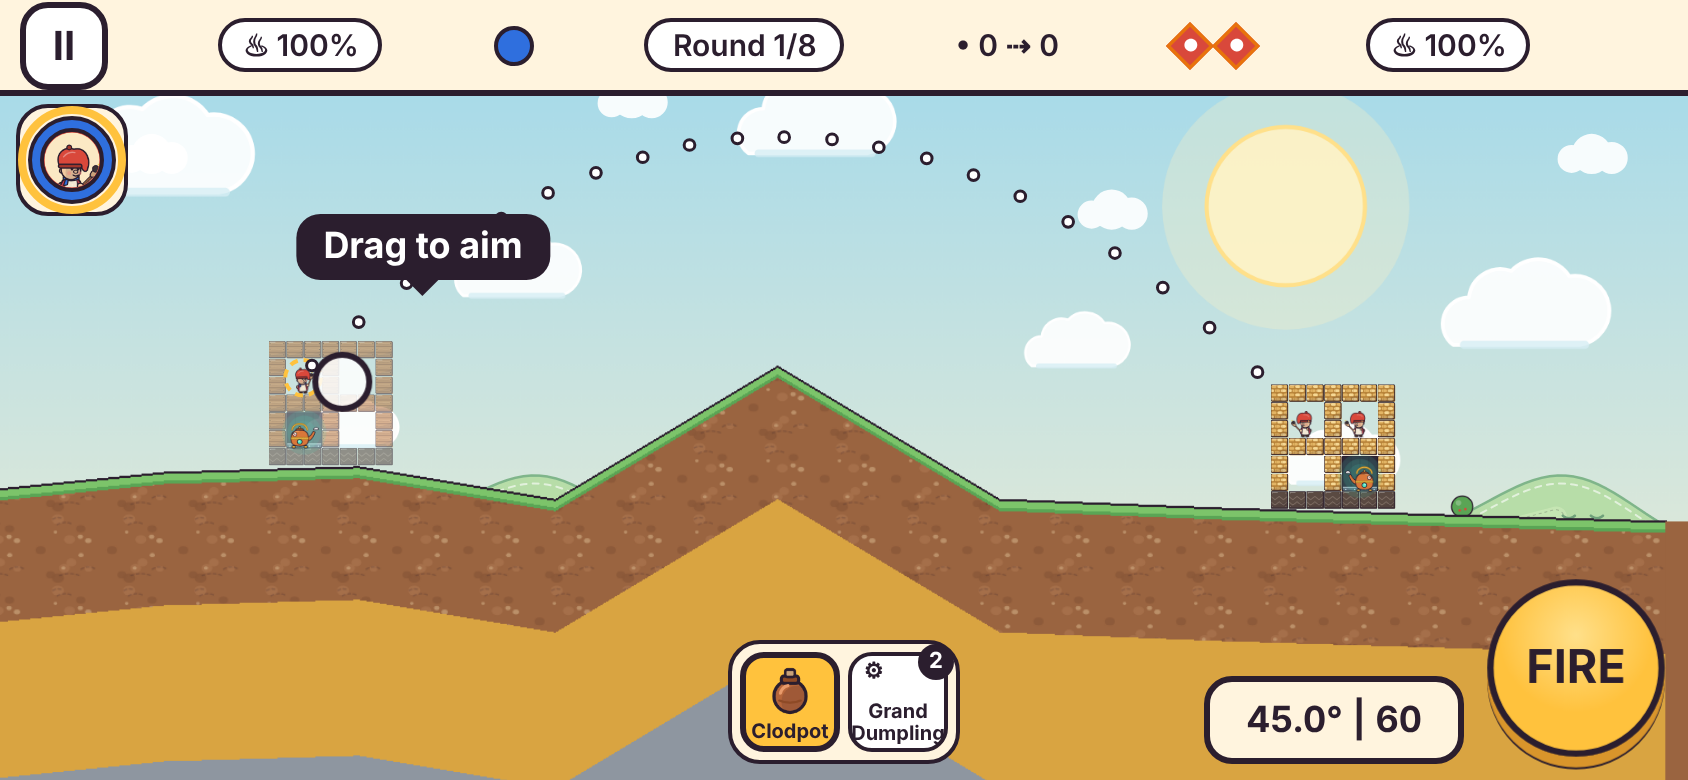 ♨ 100%
Round 1/8
• 0 ⇢ 0
♨ 100%
Drag to aim
2
Clodpot
Grand
Dumpling
45.0° | 60
FIRE